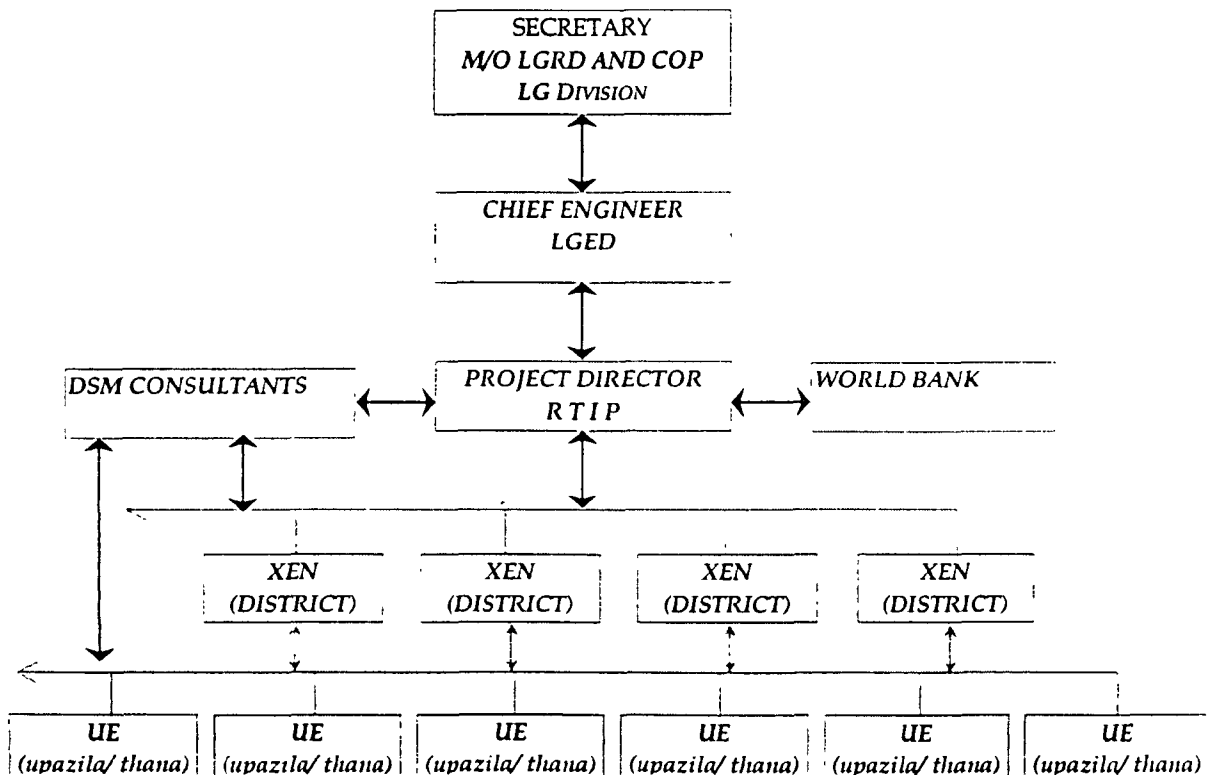 SECRETARY
M/O LGRD AND COP
LG DIVISION
CHIEF ENGINEER
LGED
DSM CONSULTANTS
PROJECT DIRECTOR
R T I P
WORLD BANK
XEN
(DISTRICT)
XEN
(DISTRICT)
XEN
(DISTRICT)
XEN
(DISTRICT)
UE
(upazila/ thana)
UE
(upazila/ thana)
UE
(upazila/ thana)
UE
(upazila/ thana)
UE
(upazila/ thana)
UE
(upazila/ thana)